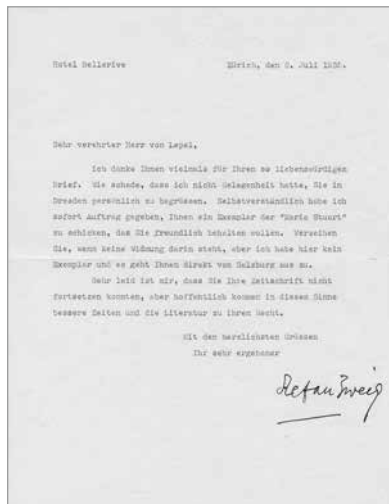 Hotel Bellerive Zürich, den 2. Juli 1935.
Sehr verehrter Herr von Lepel,
ich danke Ihnen vielmals für Ihren so liebenswürdigen
Brief. Wie schade, dass ich nicht Gelegenheit hatte, Sie in
Dresden persönlich zu begrüssen. Selbstverständlich habe ich
sofort Auftrag gegeben, Ihnen ein Exemplar der "Maria Stuart"
zu schicken, das Sie freundlich behalten wollen. Verzeihen
Sie, wenn keine Widmung darin steht, aber ich habe hier kein
Exemplar und es geht Ihnen direkt von Salzburg aus zu.
Sehr leid ist mir, dass Sie Ihre Zeitschrift nicht
fortsetzen konnten, aber hoffentlich kommen in diesem Sinne
bessere Zeiten und die Literatur zu ihrem Recht.
Mit den herzlichsten Grüssen
Ihr sehr ergebener
Stefan Zweig